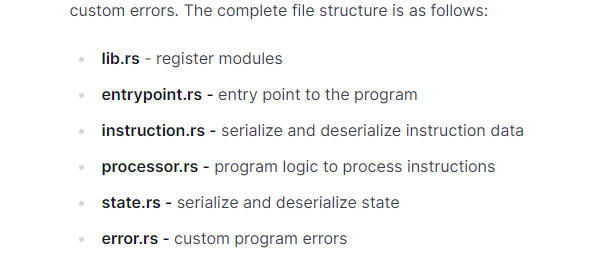 custom errors. The complete file structure is as follows:
lib.rs - register modules
entrypoint.rs - entry point to the program
instruction.rs - serialize and deserialize instruction data
processor.rs - program logic to process instructions
state.rs - serialize and deserialize state
error.rs - custom program errors